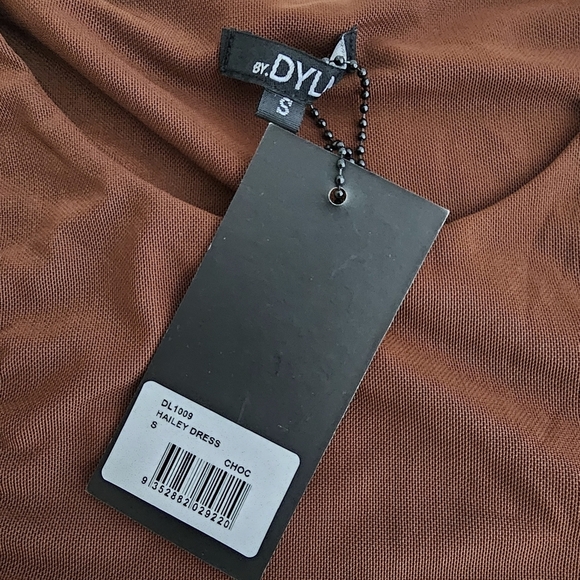 BY.DYL
S
DL1009
HAILEY DRESS
S CHOC
9 352882 029220